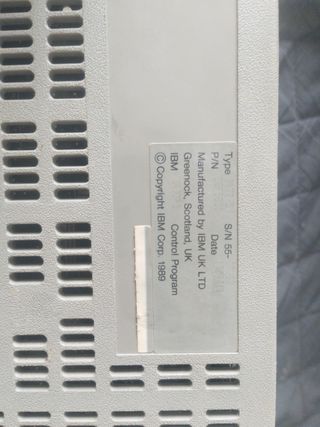 Type S/N 55-
P/N Date
Manufactured by IBM UK LTD
Greenock, Scotland, UK
IBM Control Program
© Copyright IBM Corp. 1989